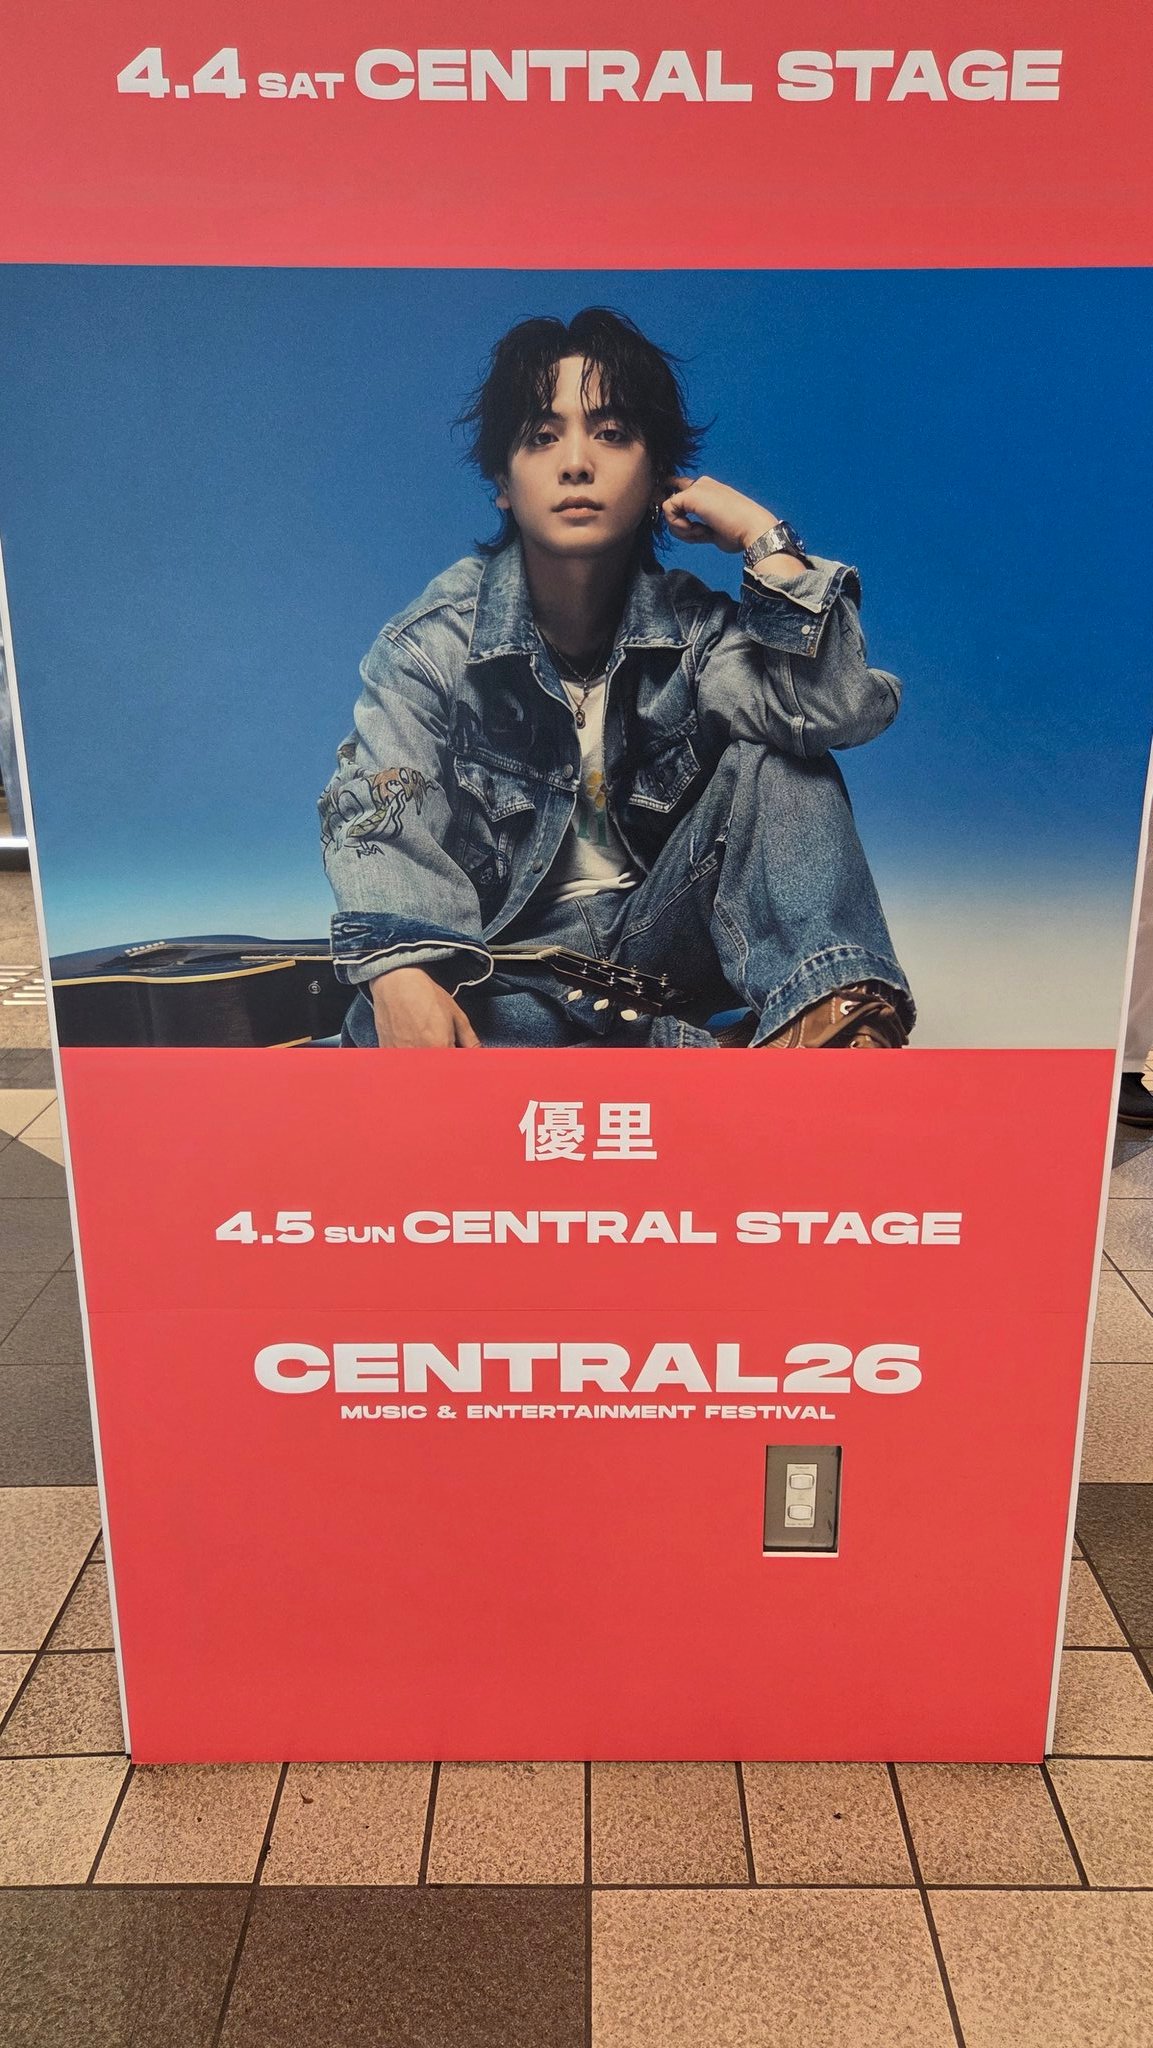 4.4 SAT CENTRAL STAGE
優里
4.5 SUN CENTRAL STAGE
CENTRAL26
MUSIC & ENTERTAINMENT FESTIVAL